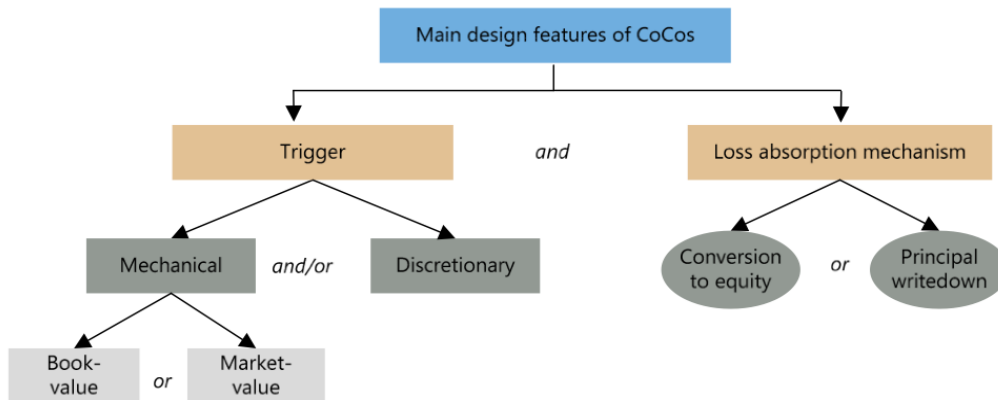 Main design features of CoCos
Trigger
and
Loss absorption mechanism
Mechanical
and/or
Discretionary
Conversion
to equity
or
Principal
writedown
Book-
value
or
Market-
value